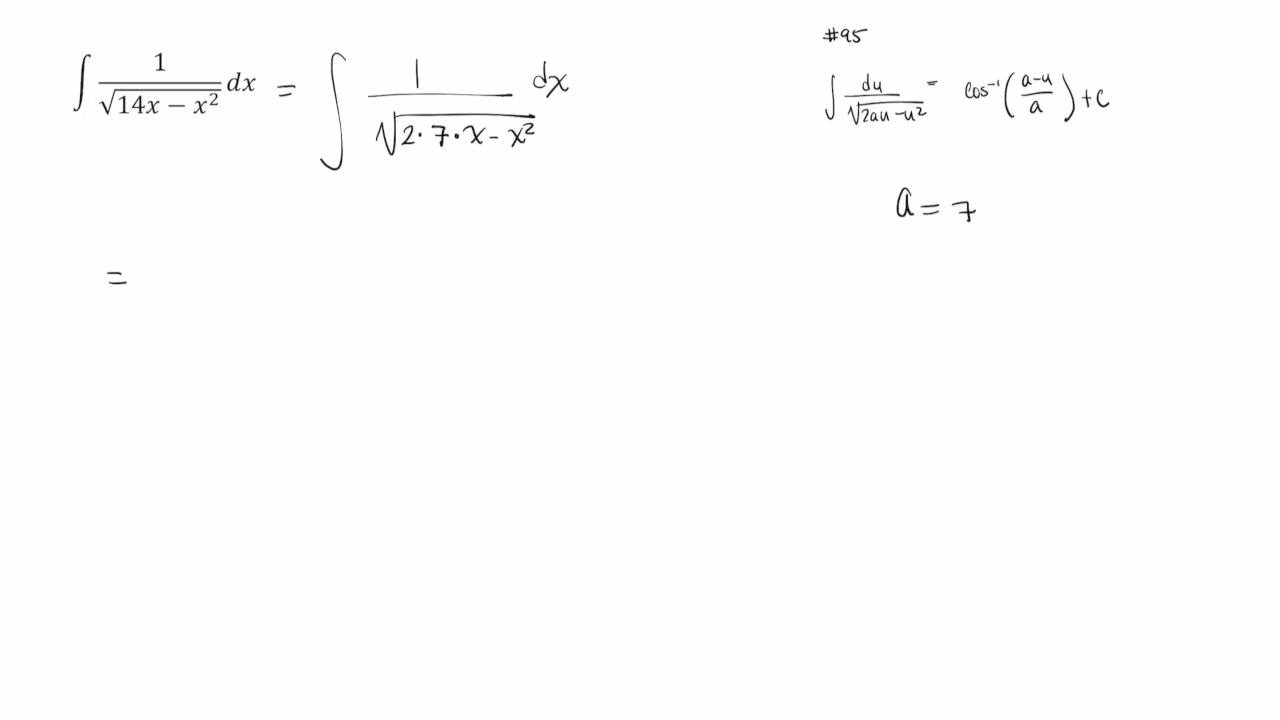 ∫ 1/√(14x − x²) dx = ∫ 1/√(2·7·x − x²) dx
#95
∫ du/√(2au − u²) = cos⁻¹((a−u)/a) + C
a = 7
=